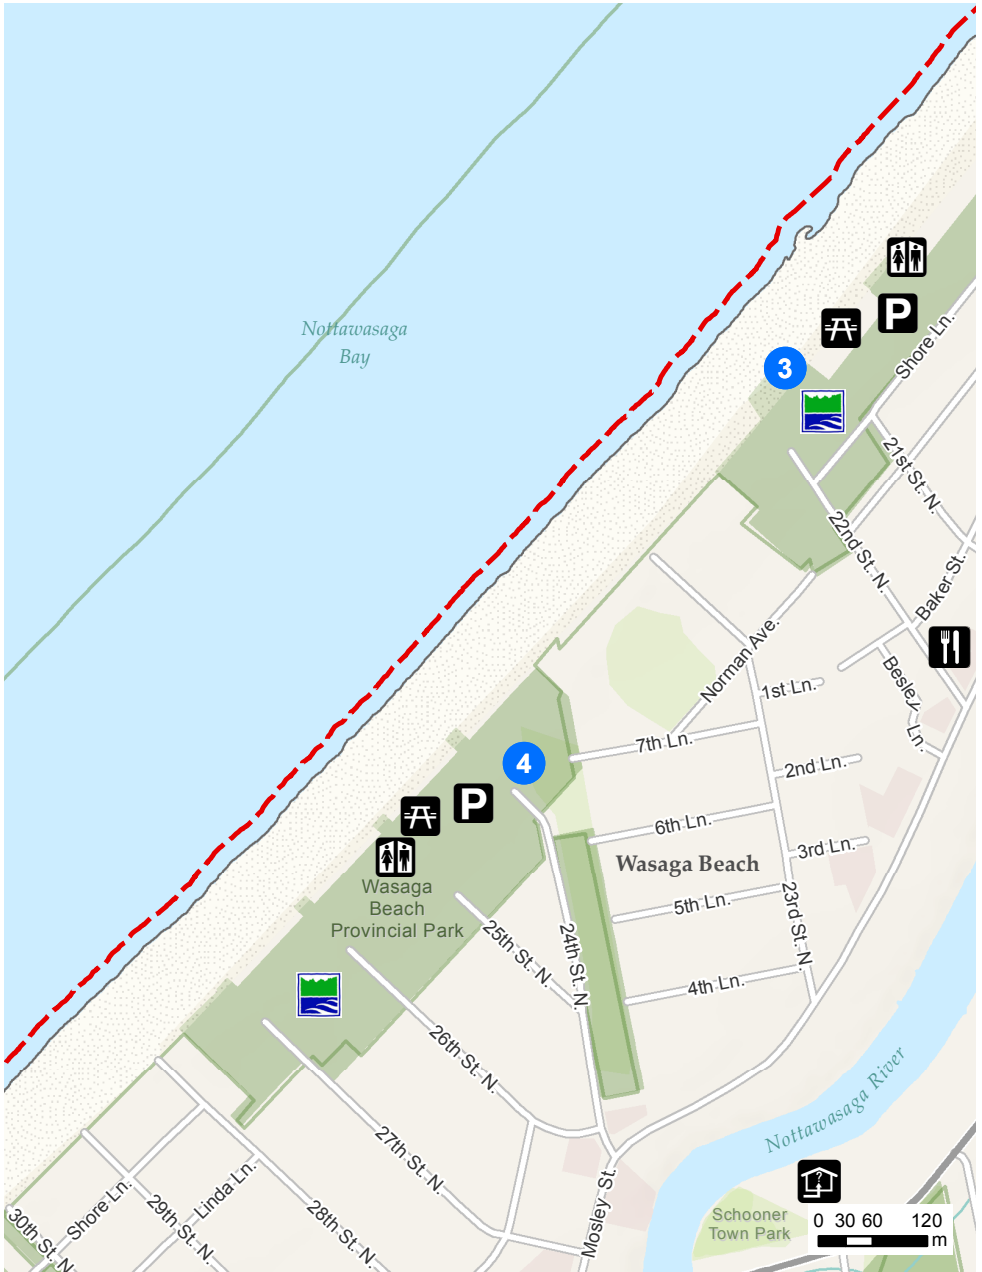 Nottawasaga
Bay
P
Shore Ln.
3
21st St. N.
22nd St. N.
Baker St.
Norman Ave.
Besley Ln.
1st Ln.
7th Ln.
4
2nd Ln.
P
6th Ln.
3rd Ln.
Wasaga Beach
Wasaga
Beach
Provincial Park
5th Ln.
23rd St. N.
24th St. N.
25th St. N.
4th Ln.
26th St. N.
Nottawasaga River
27th St. N.
?
Shore Ln.
Linda Ln.
Mosley St.
Schooner
Town Park
30th St. N.
29th St. N.
28th St. N.
0 30 60 120
m